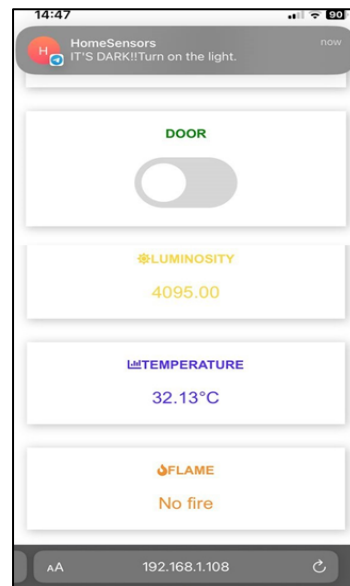 14:47
90
H
HomeSensors
now
IT'S DARK!!Turn on the light.
DOOR
LUMINOSITY
4095.00
TEMPERATURE
32.13°C
FLAME
No fire
AA
192.168.1.108